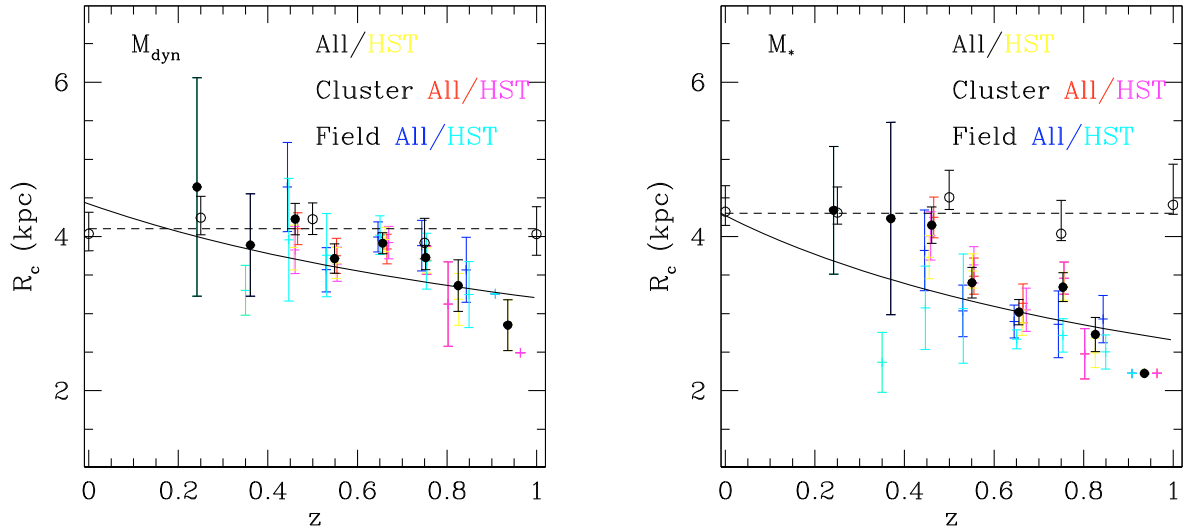 M_dyn
All/HST
Cluster All/HST
Field All/HST
R_c (kpc)
6
4
2
0 0.2 0.4 0.6 0.8 1
z
M_*
All/HST
Cluster All/HST
Field All/HST
R_c (kpc)
6
4
2
0 0.2 0.4 0.6 0.8 1
z